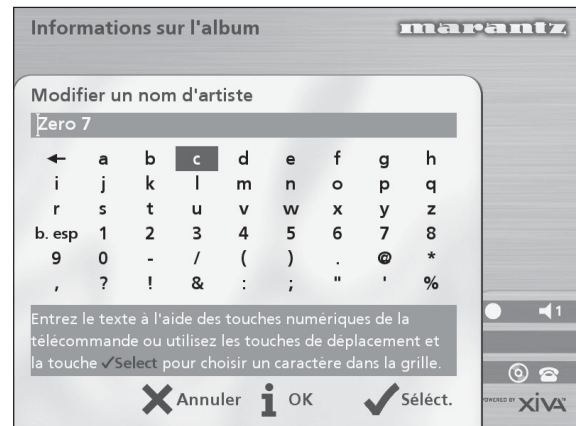 Informations sur l'album
marantz
Modifier un nom d'artiste
Zero 7
← a b c d e f g h
i j k l m n o p q
r s t u v w x y z
b. esp 1 2 3 4 5 6 7 8
9 0 - / ( ) . @ *
, ? ! & : ; " ' %
Entrez le texte à l'aide des touches numériques de la
télécommande ou utilisez les touches de déplacement et
la touche ✓Select pour choisir un caractère dans la grille.
1
Annuler i OK Séléct.
POWERED BY XiVA™